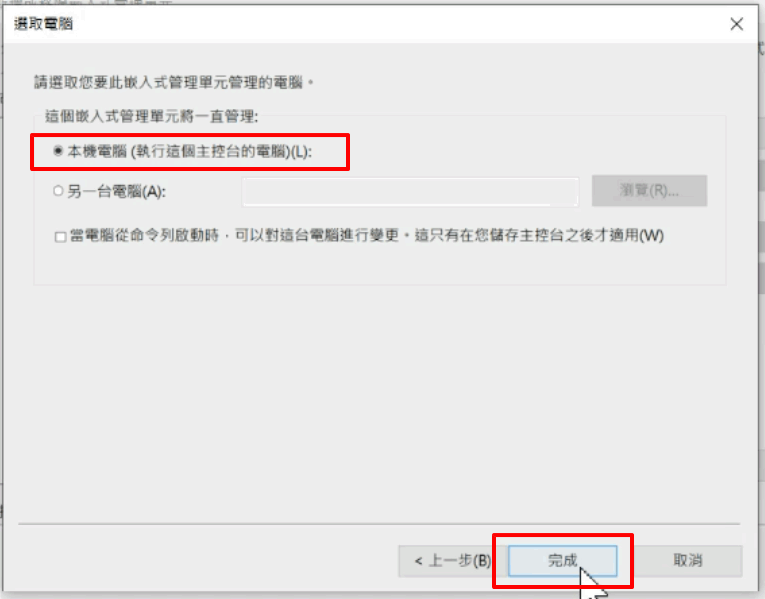 選取電腦
請選取您要此嵌入式管理單元管理的電腦。
這個嵌入式管理單元將一直管理:
本機電腦 (執行這個主控台的電腦)(L):
另一台電腦(A):
瀏覽(R)...
當電腦從命令列啟動時，可以對這台電腦進行變更。這只有在您儲存主控台之後才適用(W)
< 上一步(B)
完成
取消